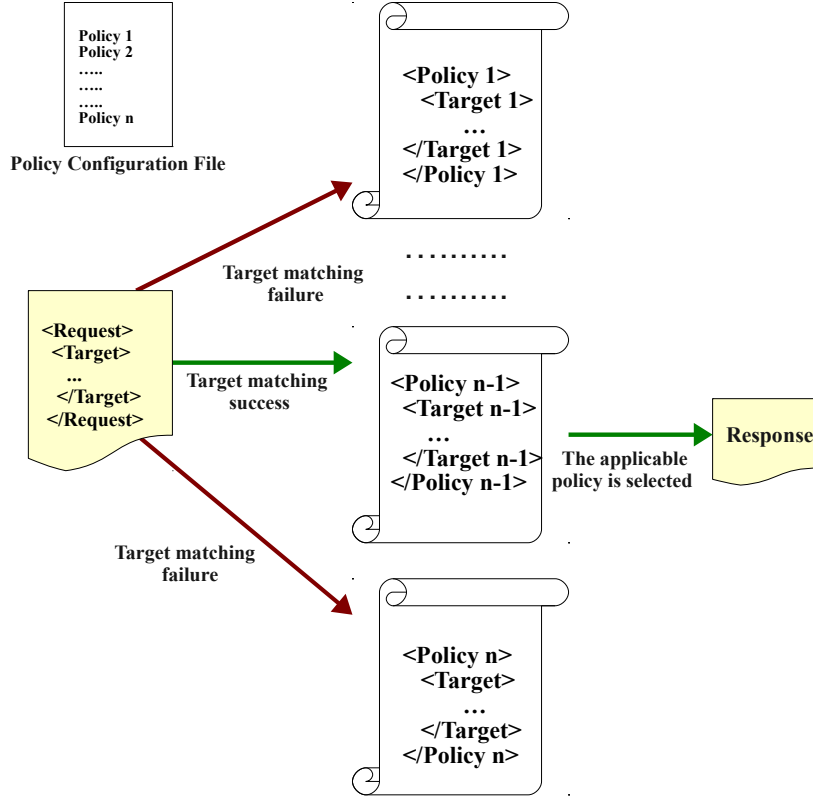 Policy 1
Policy 2
…..
…..
…..
Policy n
Policy Configuration File
<Policy 1>
<Target 1>
…
</Target 1>
</Policy 1>
Target matching
failure
..........
..........
<Request>
<Target>
...
</Target>
</Request>
Target matching
success
<Policy n-1>
<Target n-1>
…
</Target n-1>
</Policy n-1>
The applicable
policy is selected
Response
Target matching
failure
<Policy n>
<Target>
…
</Target>
</Policy n>